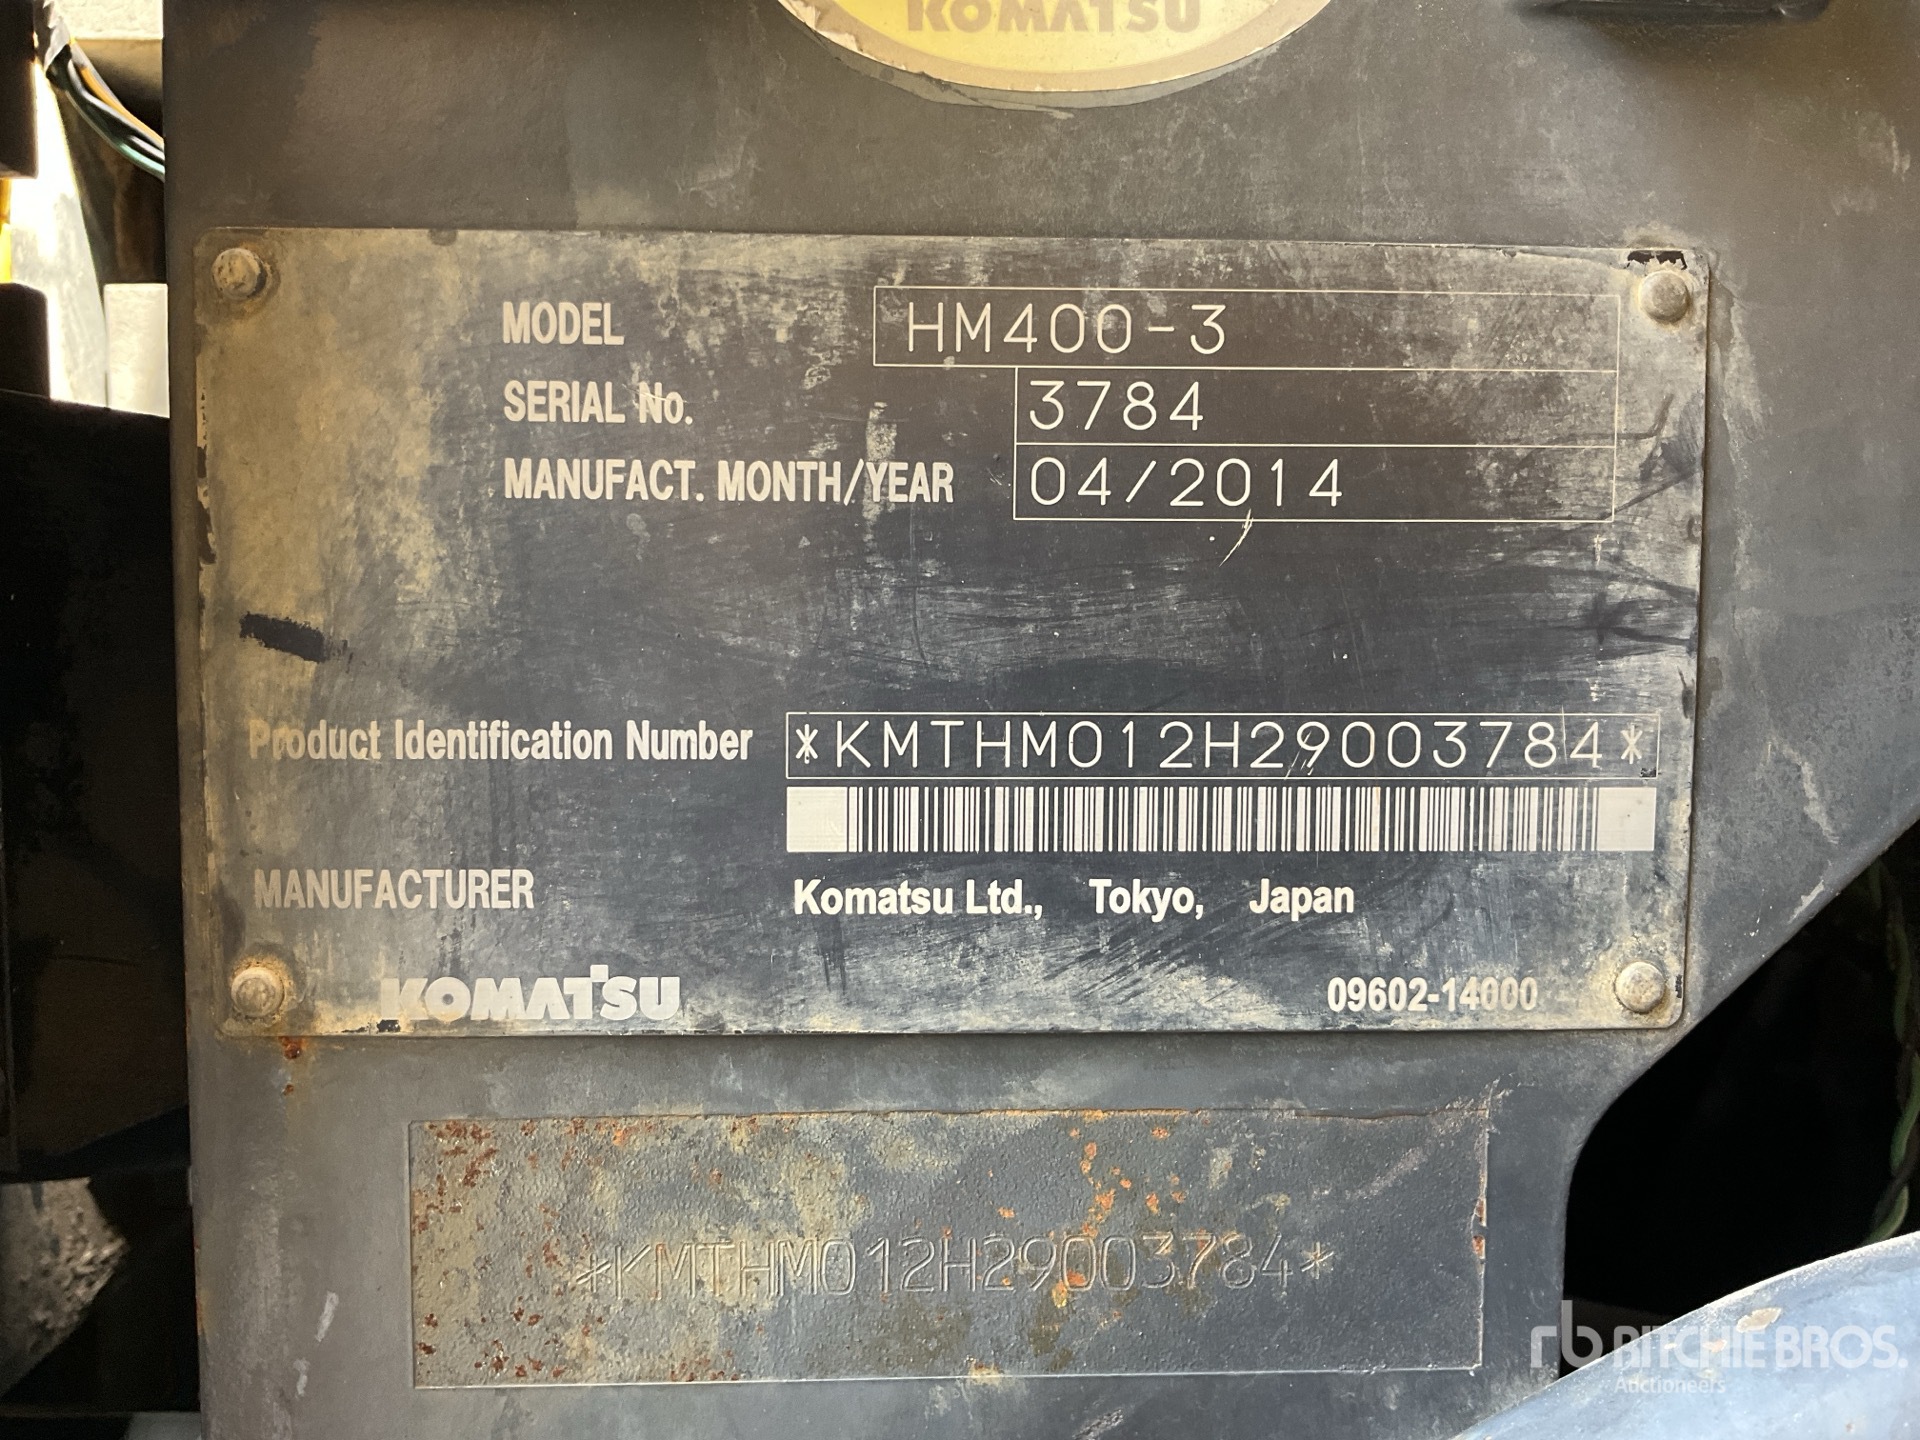 KOMATSU
MODEL HM400-3
SERIAL No. 3784
MANUFACT. MONTH/YEAR 04/2014
Product Identification Number *KMTHM012H29003784*
MANUFACTURER Komatsu Ltd., Tokyo, Japan
KOMATSU 09602-14000
*KMTHM012H29003784*
rb RITCHIE BROS.
Auctioneers